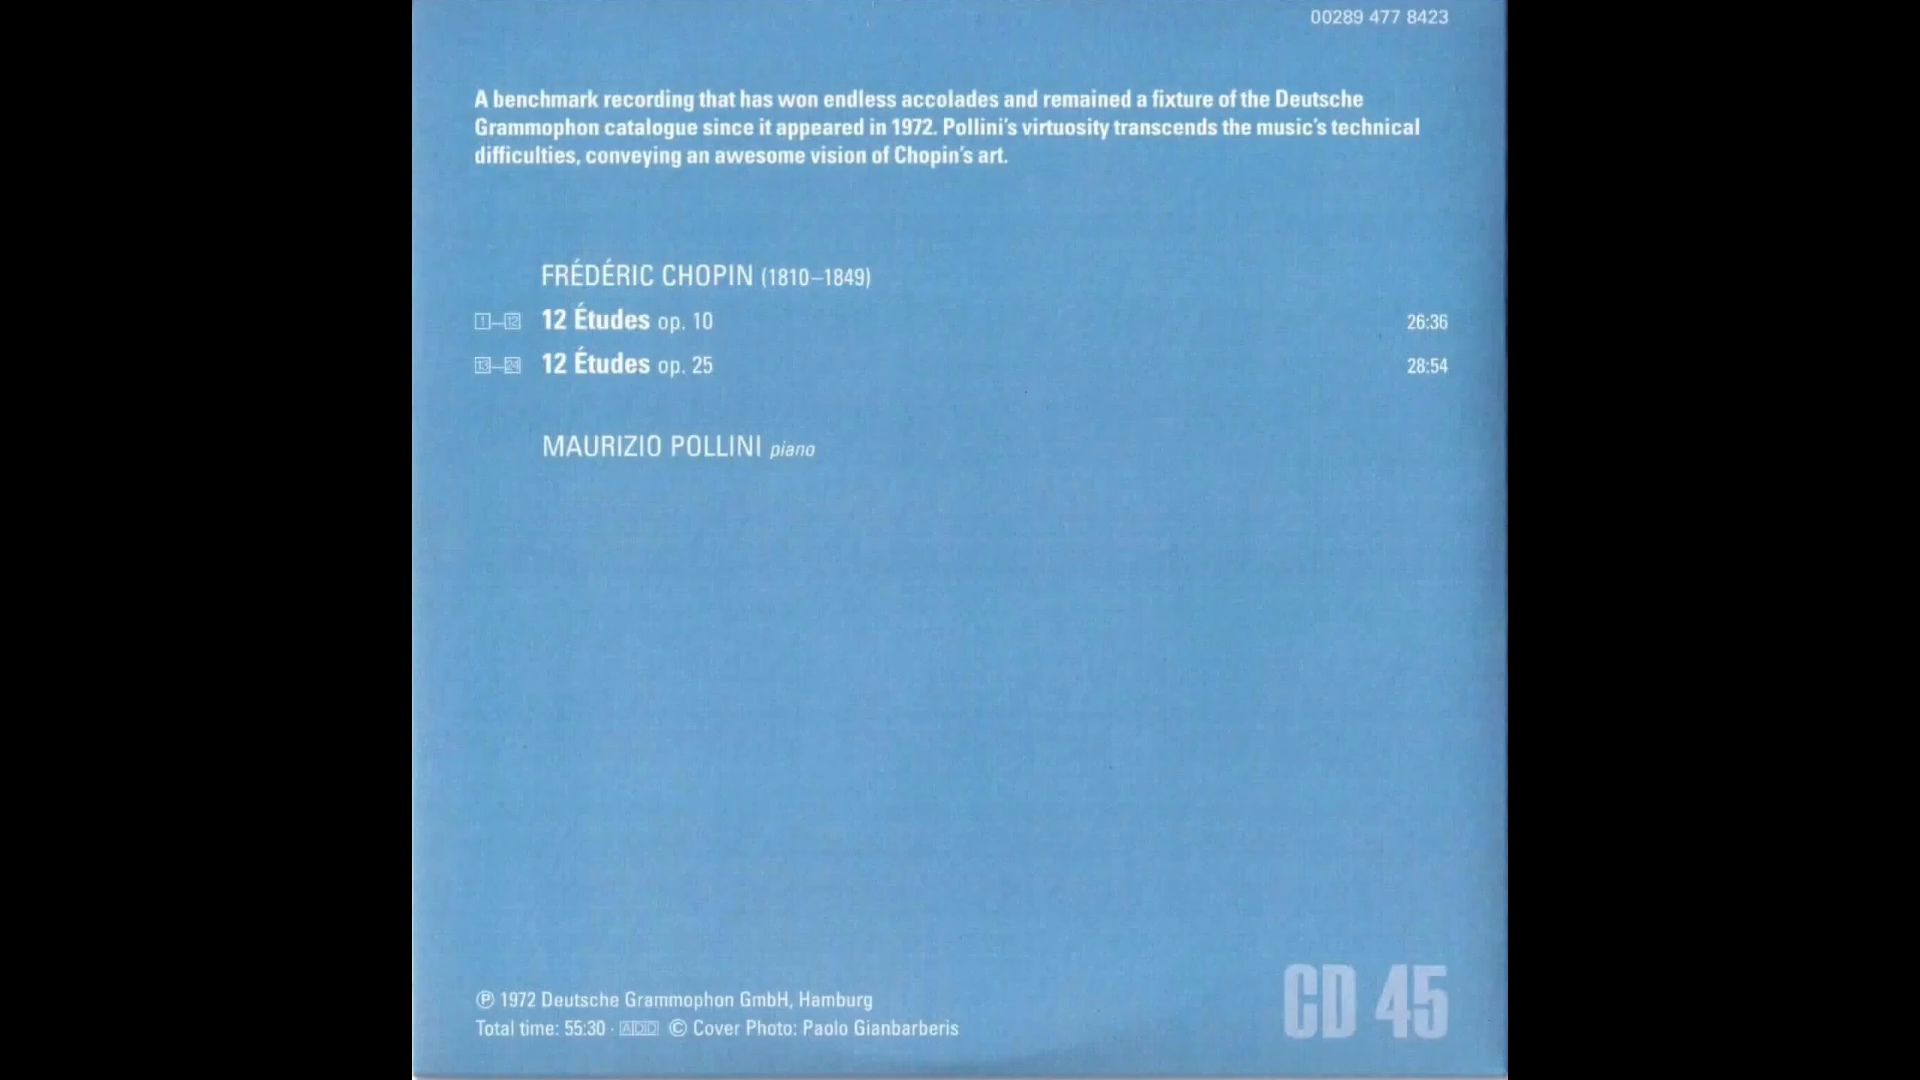 00289 477 8423
A benchmark recording that has won endless accolades and remained a fixture of the Deutsche
Grammophon catalogue since it appeared in 1972. Pollini's virtuosity transcends the music's technical
difficulties, conveying an awesome vision of Chopin's art.
FRÉDÉRIC CHOPIN (1810–1849)
1–12 12 Études op. 10 26:36
13–24 12 Études op. 25 28:54
MAURIZIO POLLINI piano
℗ 1972 Deutsche Grammophon GmbH, Hamburg
Total time: 55:30 · ADD © Cover Photo: Paolo Gianbarberis
CD 45